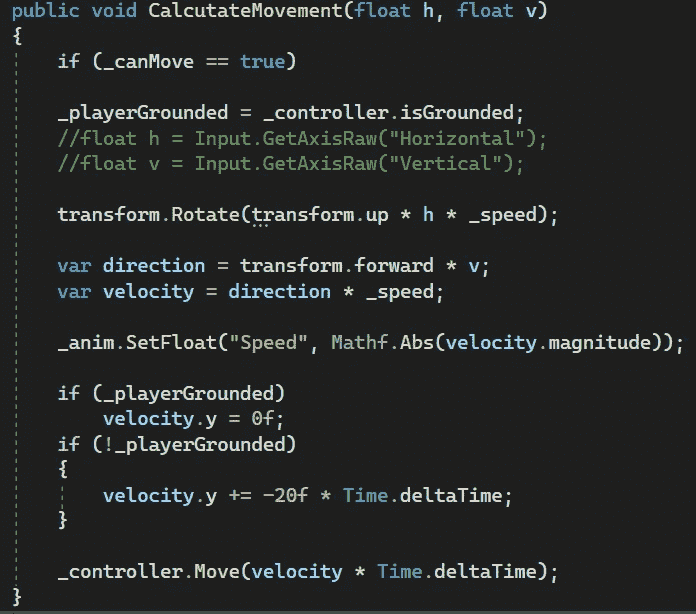 public void CalcutateMovement(float h, float v)
{
    if (_canMove == true)

    _playerGrounded = _controller.isGrounded;
    //float h = Input.GetAxisRaw("Horizontal");
    //float v = Input.GetAxisRaw("Vertical");

    transform.Rotate(transform.up * h * _speed);

    var direction = transform.forward * v;
    var velocity = direction * _speed;

    _anim.SetFloat("Speed", Mathf.Abs(velocity.magnitude));

    if (_playerGrounded)
        velocity.y = 0f;
    if (!_playerGrounded)
    {
        velocity.y += -20f * Time.deltaTime;
    }

    _controller.Move(velocity * Time.deltaTime);
}